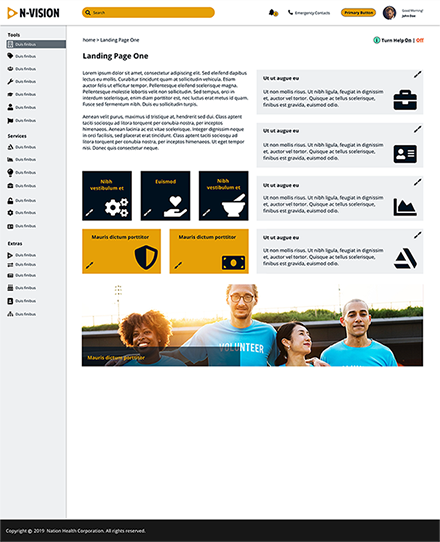 N-VISION
Search
Emergency Contacts
Primary Button
Good Morning!
John Doe
Tools
Duis finibus
Duis finibus
Duis finibus
Duis finibus
Duis finibus
Duis finibus
Duis finibus
Services
Duis finibus
Duis finibus
Duis finibus
Duis finibus
Duis finibus
Duis finibus
Duis finibus
Extras
Duis finibus
Duis finibus
Duis finibus
Duis finibus
Duis finibus
Duis finibus
Home > Landing Page One
Turn Help On | Off
Landing Page One
Lorem ipsum dolor sit amet, consectetur adipiscing elit. Sed eleifend dapibus
lectus eu mollis. Curabitur tincidunt quam at sollicitudin vehicula. Etiam
auctor felis ut efficitur tempor. Pellentesque eleifend scelerisque magna.
Pellentesque molestie lobortis velit non sollicitudin. Sed tempus, orci in
interdum scelerisque, enim diam porttitor est, nec luctus erat metus id quam.
Fusce sed fermentum nibh. Duis eu sollicitudin turpis.
Aenean velit purus, maximus id tristique at, hendrerit sed dui. Class aptent
taciti sociosqu ad litora torquent per conubia nostra, per inceptos
himenaeos. Aenean lacinia ac est vitae scelerisque. Integer dignissim neque
in orci facilisis, sed placerat erat tincidunt. Class aptent taciti sociosqu ad
litora torquent per conubia nostra, per inceptos himenaeos. Ut eget tempor
nisi. Donec quis consectetur neque.
Ut ut augue eu
Ut non mollis risus. Ut nibh ligula, feugiat in dignissim
et, auctor vel tortor. Quisque ac tellus scelerisque,
finibus est gravida, euismod odio.
Ut ut augue eu
Ut non mollis risus. Ut nibh ligula, feugiat in dignissim
et, auctor vel tortor. Quisque ac tellus scelerisque,
finibus est gravida, euismod odio.
Ut ut augue eu
Ut non mollis risus. Ut nibh ligula, feugiat in dignissim
et, auctor vel tortor. Quisque ac tellus scelerisque,
finibus est gravida, euismod odio.
Ut ut augue eu
Ut non mollis risus. Ut nibh ligula, feugiat in dignissim
et, auctor vel tortor. Quisque ac tellus scelerisque,
finibus est gravida, euismod odio.
Nibh
vestibulum et
Euismod
Nibh
vestibulum et
Mauris dictum porttitor
Mauris dictum porttitor
VOLUNTEER
Mauris dictum porttitor
Copyright © 2019 Nation Health Corporation. All rights reserved.